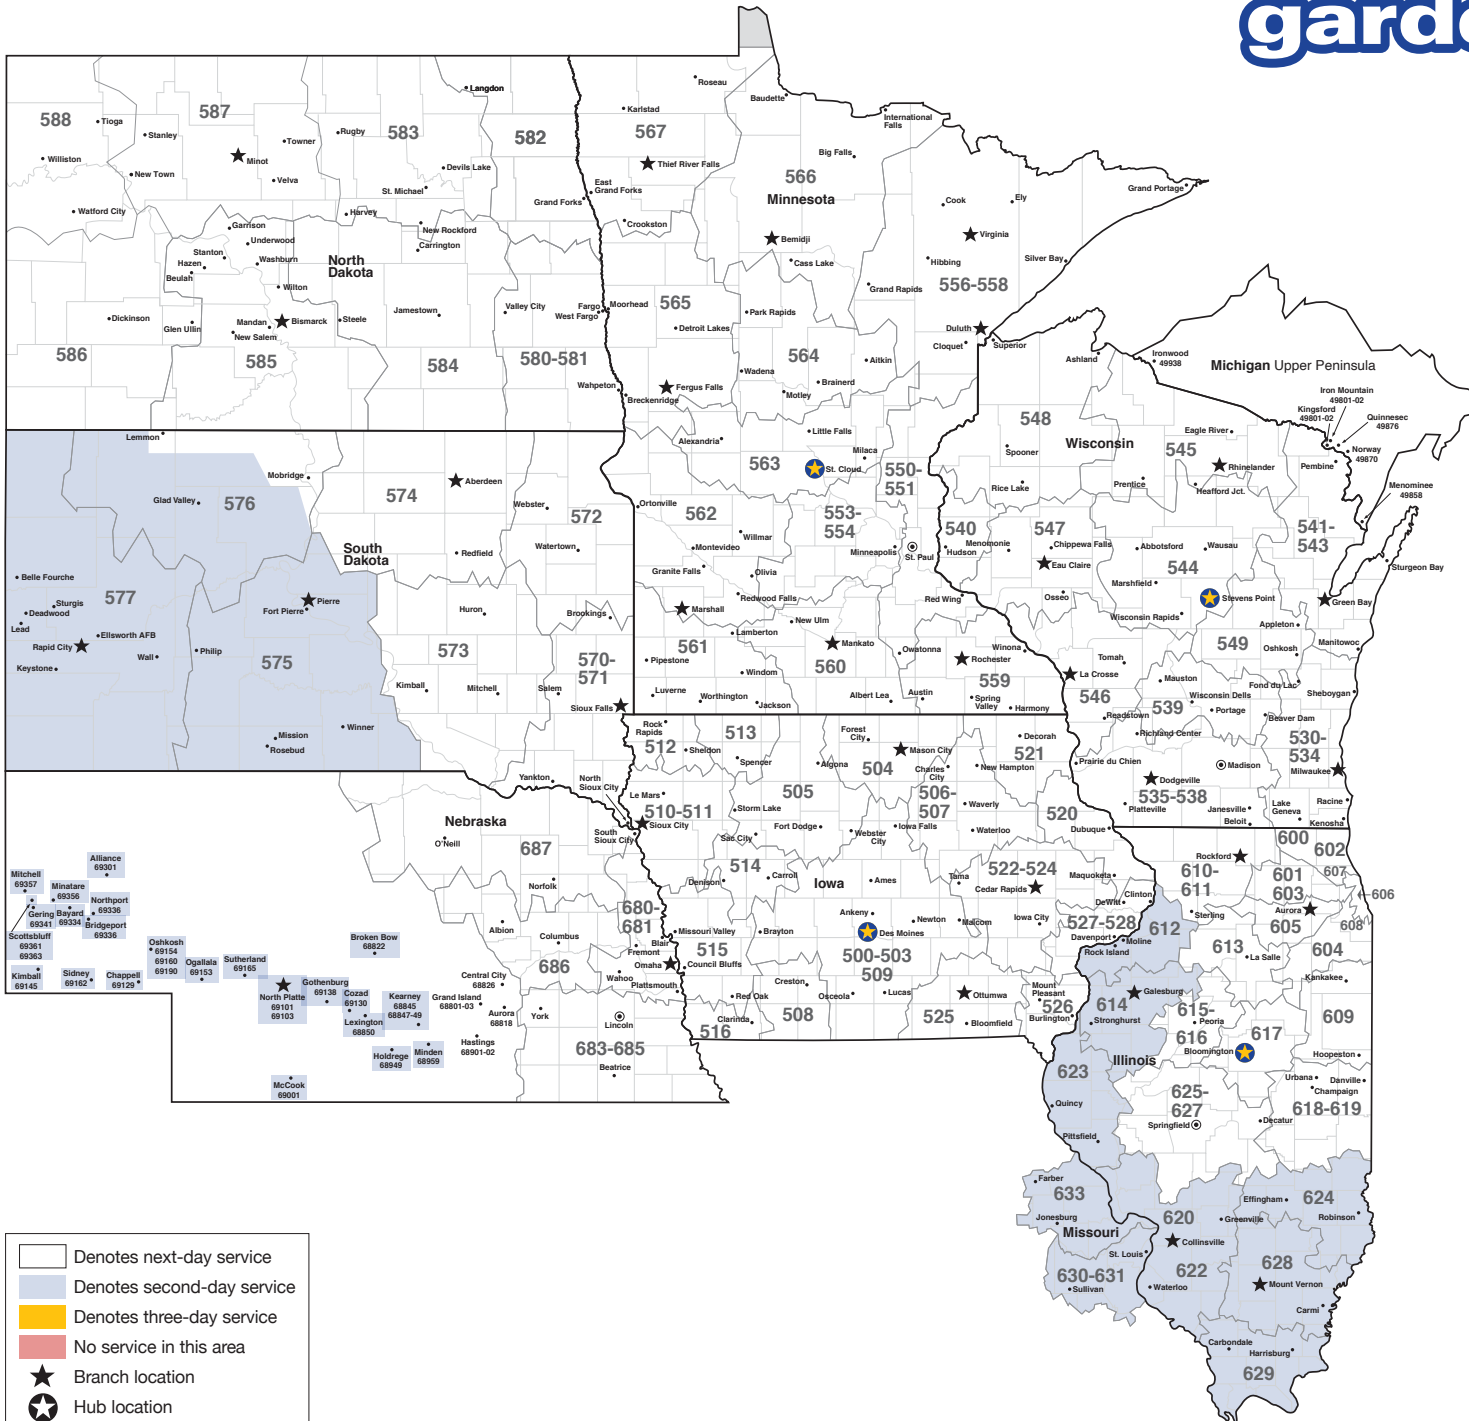 garde
588
587
583
582
586
585
584
580-581
North
Dakota
Tioga
Williston
Stanley
New Town
Watford City
Minot
Towner
Velva
Rugby
Langdon
Devils Lake
St. Michael
Harvey
New Rockford
Carrington
Grand Forks
Garrison
Underwood
Stanton
Hazen
Beulah
Washburn
Wilton
Dickinson
Glen Ullin
Mandan
New Salem
Bismarck
Steele
Jamestown
Valley City
Fargo
West Fargo
Wahpeton
Minnesota
567
566
556-558
565
564
563
562
553-
554
550-
551
561
560
559
Roseau
Karlstad
Baudette
International
Falls
Big Falls
Thief River Falls
East
Grand Forks
Crookston
Bemidji
Cass Lake
Cook
Ely
Grand Portage
Virginia
Hibbing
Silver Bay
Grand Rapids
Moorhead
Detroit Lakes
Park Rapids
Duluth
Cloquet
Aitkin
Wadena
Brainerd
Motley
Fergus Falls
Breckenridge
Little Falls
Alexandria
Milaca
St. Cloud
Ortonville
Willmar
Montevideo
Minneapolis
St. Paul
Granite Falls
Olivia
Redwood Falls
Red Wing
Marshall
New Ulm
Lamberton
Mankato
Owatonna
Rochester
Winona
Pipestone
Windom
Luverne
Worthington
Jackson
Albert Lea
Austin
Spring
Valley
Harmony
Michigan Upper Peninsula
Ironwood
49938
Iron Mountain
49801-02
Kingsford
49801-02
Quinnesec
49876
Norway
49870
Menominee
49858
Wisconsin
548
545
541-
543
540
547
544
549
546
539
530-
534
535-538
Superior
Ashland
Spooner
Eagle River
Rhinelander
Pembine
Rice Lake
Prentice
Heafford Jct.
Hudson
Menomonie
Chippewa Falls
Eau Claire
Abbotsford
Wausau
Sturgeon Bay
Marshfield
Osseo
Stevens Point
Green Bay
Wisconsin Rapids
Appleton
Manitowoc
Oshkosh
Tomah
La Crosse
Mauston
Fond du Lac
Sheboygan
Wisconsin Dells
Portage
Readstown
Beaver Dam
Richland Center
Prairie du Chien
Madison
Milwaukee
Dodgeville
Platteville
Janesville
Beloit
Lake
Geneva
Racine
Kenosha
South
Dakota
576
574
572
577
575
573
570-
571
Lemmon
Mobridge
Glad Valley
Aberdeen
Webster
Watertown
Redfield
Belle Fourche
Sturgis
Deadwood
Lead
Ellsworth AFB
Rapid City
Wall
Keystone
Philip
Pierre
Fort Pierre
Huron
Brookings
Kimball
Mitchell
Salem
Sioux Falls
Winner
Mission
Rosebud
Yankton
North
Sioux City
Nebraska
687
680-
681
686
683-685
O'Neill
Norfolk
South
Sioux City
Albion
Columbus
Fremont
Blair
Omaha
Wahoo
Plattsmouth
Alliance
69301
Mitchell
69357
Minatare
69356
Northport
69336
Gering
69341
Bayard
69334
Bridgeport
69336
Scottsbluff
69361
69363
Kimball
69145
Sidney
69162
Chappell
69129
Oshkosh
69154
69160
69190
Ogallala
69153
Sutherland
69165
Broken Bow
68822
North Platte
69101
69103
Gothenburg
69138
Cozad
69130
Lexington
68850
Kearney
68845
68847-49
Holdrege
68949
Minden
68959
McCook
69001
Central City
68826
Grand Island
68801-03
Aurora
68818
Hastings
68901-02
York
Lincoln
Beatrice
Iowa
512
513
504
521
505
506-
507
510-511
520
514
522-524
527-528
515
500-503
509
516
508
525
526
Rock
Rapids
Sheldon
Spencer
Forest
City
Mason City
Algona
Charles
City
New Hampton
Decorah
Le Mars
Sioux City
Storm Lake
Sac City
Fort Dodge
Webster
City
Iowa Falls
Waverly
Waterloo
Dubuque
Denison
Carroll
Ames
Tama
Cedar Rapids
Maquoketa
Clinton
DeWitt
Missouri Valley
Brayton
Ankeny
Des Moines
Newton
Malcom
Iowa City
Davenport
Council Bluffs
Red Oak
Creston
Osceola
Lucas
Ottumwa
Mount
Pleasant
Burlington
Clarinda
Bloomfield
Illinois
600
602
610-
611
601
603
607
606
605
608
612
613
604
614
615-
616
617
609
623
625-
627
618-619
620
624
622
628
629
Rockford
Sterling
Aurora
Moline
Rock Island
La Salle
Kankakee
Galesburg
Stronghurst
Peoria
Bloomington
Hoopeston
Urbana
Danville
Champaign
Quincy
Springfield
Decatur
Pittsfield
Effingham
Greenville
Robinson
Collinsville
Waterloo
Mount Vernon
Carmi
Carbondale
Harrisburg
Missouri
633
630-631
Farber
Jonesburg
St. Louis
Sullivan
Denotes next-day service
Denotes second-day service
Denotes three-day service
No service in this area
Branch location
Hub location